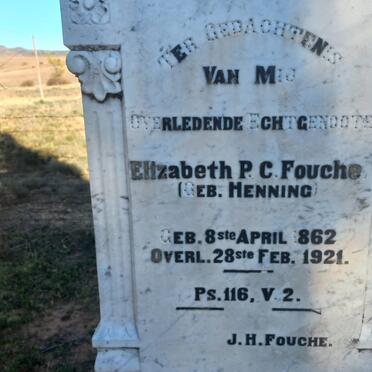 TER GEDACHTENIS
VAN MIJ
OVERLEDENDE ECHTGENOOTE
ELIZABETH P. C. FOUCHE
(GEB. HENNING)
GEB. 8ste APRIL 1862
OVERL. 28ste FEB. 1921.
PS. 116, V. 2.
J. H. FOUCHE.